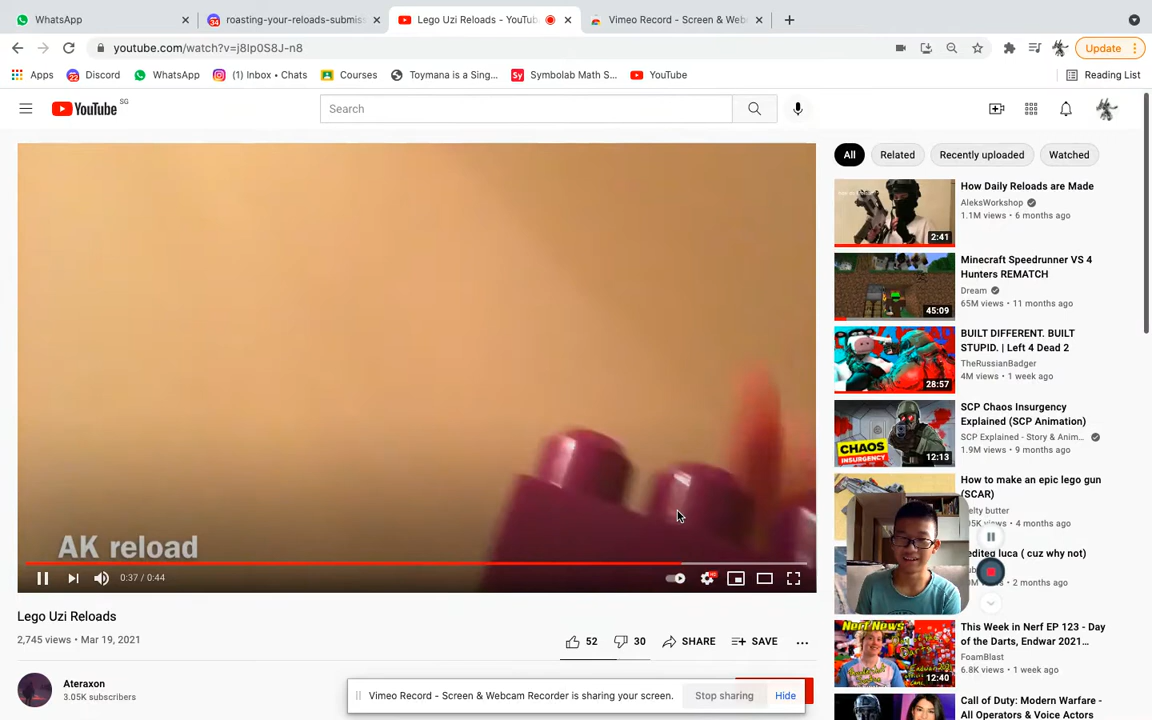 WhatsApp
roasting-your-reloads-submiss
Lego Uzi Reloads - YouTub
Vimeo Record - Screen & Web
youtube.com/watch?v=j8Ip0S8J-n8
Update
Apps
Discord
WhatsApp
(1) Inbox • Chats
Courses
Toymana is a Sing...
Symbolab Math S...
YouTube
Reading List
YouTube
SG
Search
All
Related
Recently uploaded
Watched
How Daily Reloads are Made
AleksWorkshop
1.1M views • 6 months ago
2:41
Minecraft Speedrunner VS 4
Hunters REMATCH
Dream
65M views • 11 months ago
45:09
BUILT DIFFERENT. BUILT
STUPID. | Left 4 Dead 2
TheRussianBadger
4M views • 1 week ago
28:57
SCP Chaos Insurgency
Explained (SCP Animation)
SCP Explained - Story & Anim...
1.9M views • 9 months ago
CHAOS
INSURGENCY
12:13
How to make an epic lego gun
(SCAR)
elty butter
views • 4 months ago
editeg luca ( cuz why not)
views • 2 months ago
This Week in Nerf EP 123 - Day
of the Darts, Endwar 2021...
FoamBlast
6.8K views • 1 week ago
NERF NEWS
12:40
Call of Duty: Modern Warfare -
All Operators & Voice Actors
AK reload
0:37 / 0:44
Lego Uzi Reloads
2,745 views • Mar 19, 2021
52
30
SHARE
SAVE
Ateraxon
3.05K subscribers
Vimeo Record - Screen & Webcam Recorder is sharing your screen.
Stop sharing
Hide